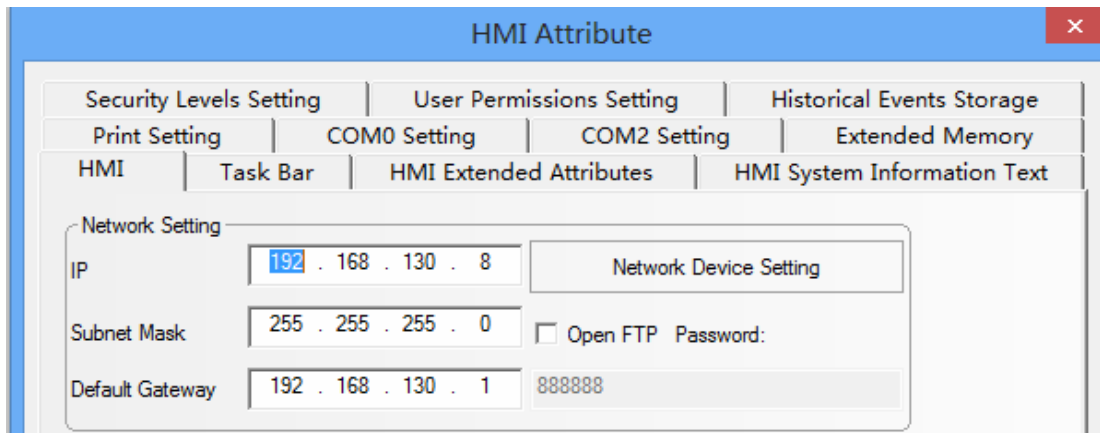 HMI Attribute
Security Levels Setting User Permissions Setting Historical Events Storage
Print Setting COM0 Setting COM2 Setting Extended Memory
HMI Task Bar HMI Extended Attributes HMI System Information Text
Network Setting
IP 192 . 168 . 130 . 8 Network Device Setting
Subnet Mask 255 . 255 . 255 . 0 Open FTP Password:
Default Gateway 192 . 168 . 130 . 1 888888